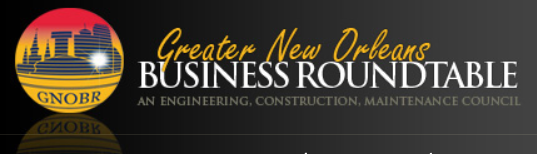 GNOBR
Greater New Orleans
BUSINESS ROUNDTABLE
AN ENGINEERING, CONSTRUCTION, MAINTENANCE COUNCIL